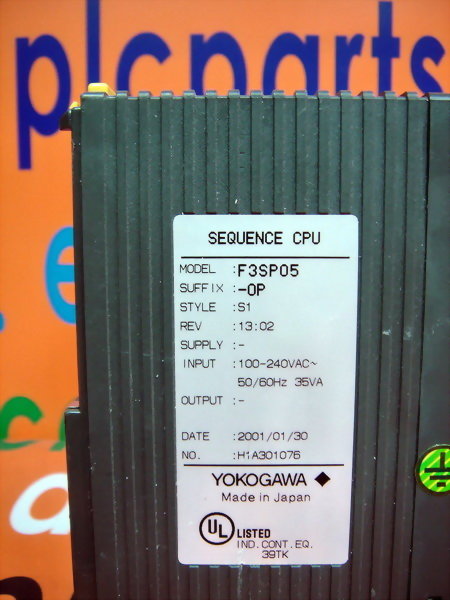 plcparts
SEQUENCE CPU
MODEL :F3SP05
SUFFIX :-0P
STYLE :S1
REV :13:02
SUPPLY :-
INPUT :100-240VAC~
50/60Hz 35VA
OUTPUT :-
DATE :2001/01/30
NO. :H1A301076
YOKOGAWA
Made in Japan
UL LISTED
IND.CONT.EQ.
39TK